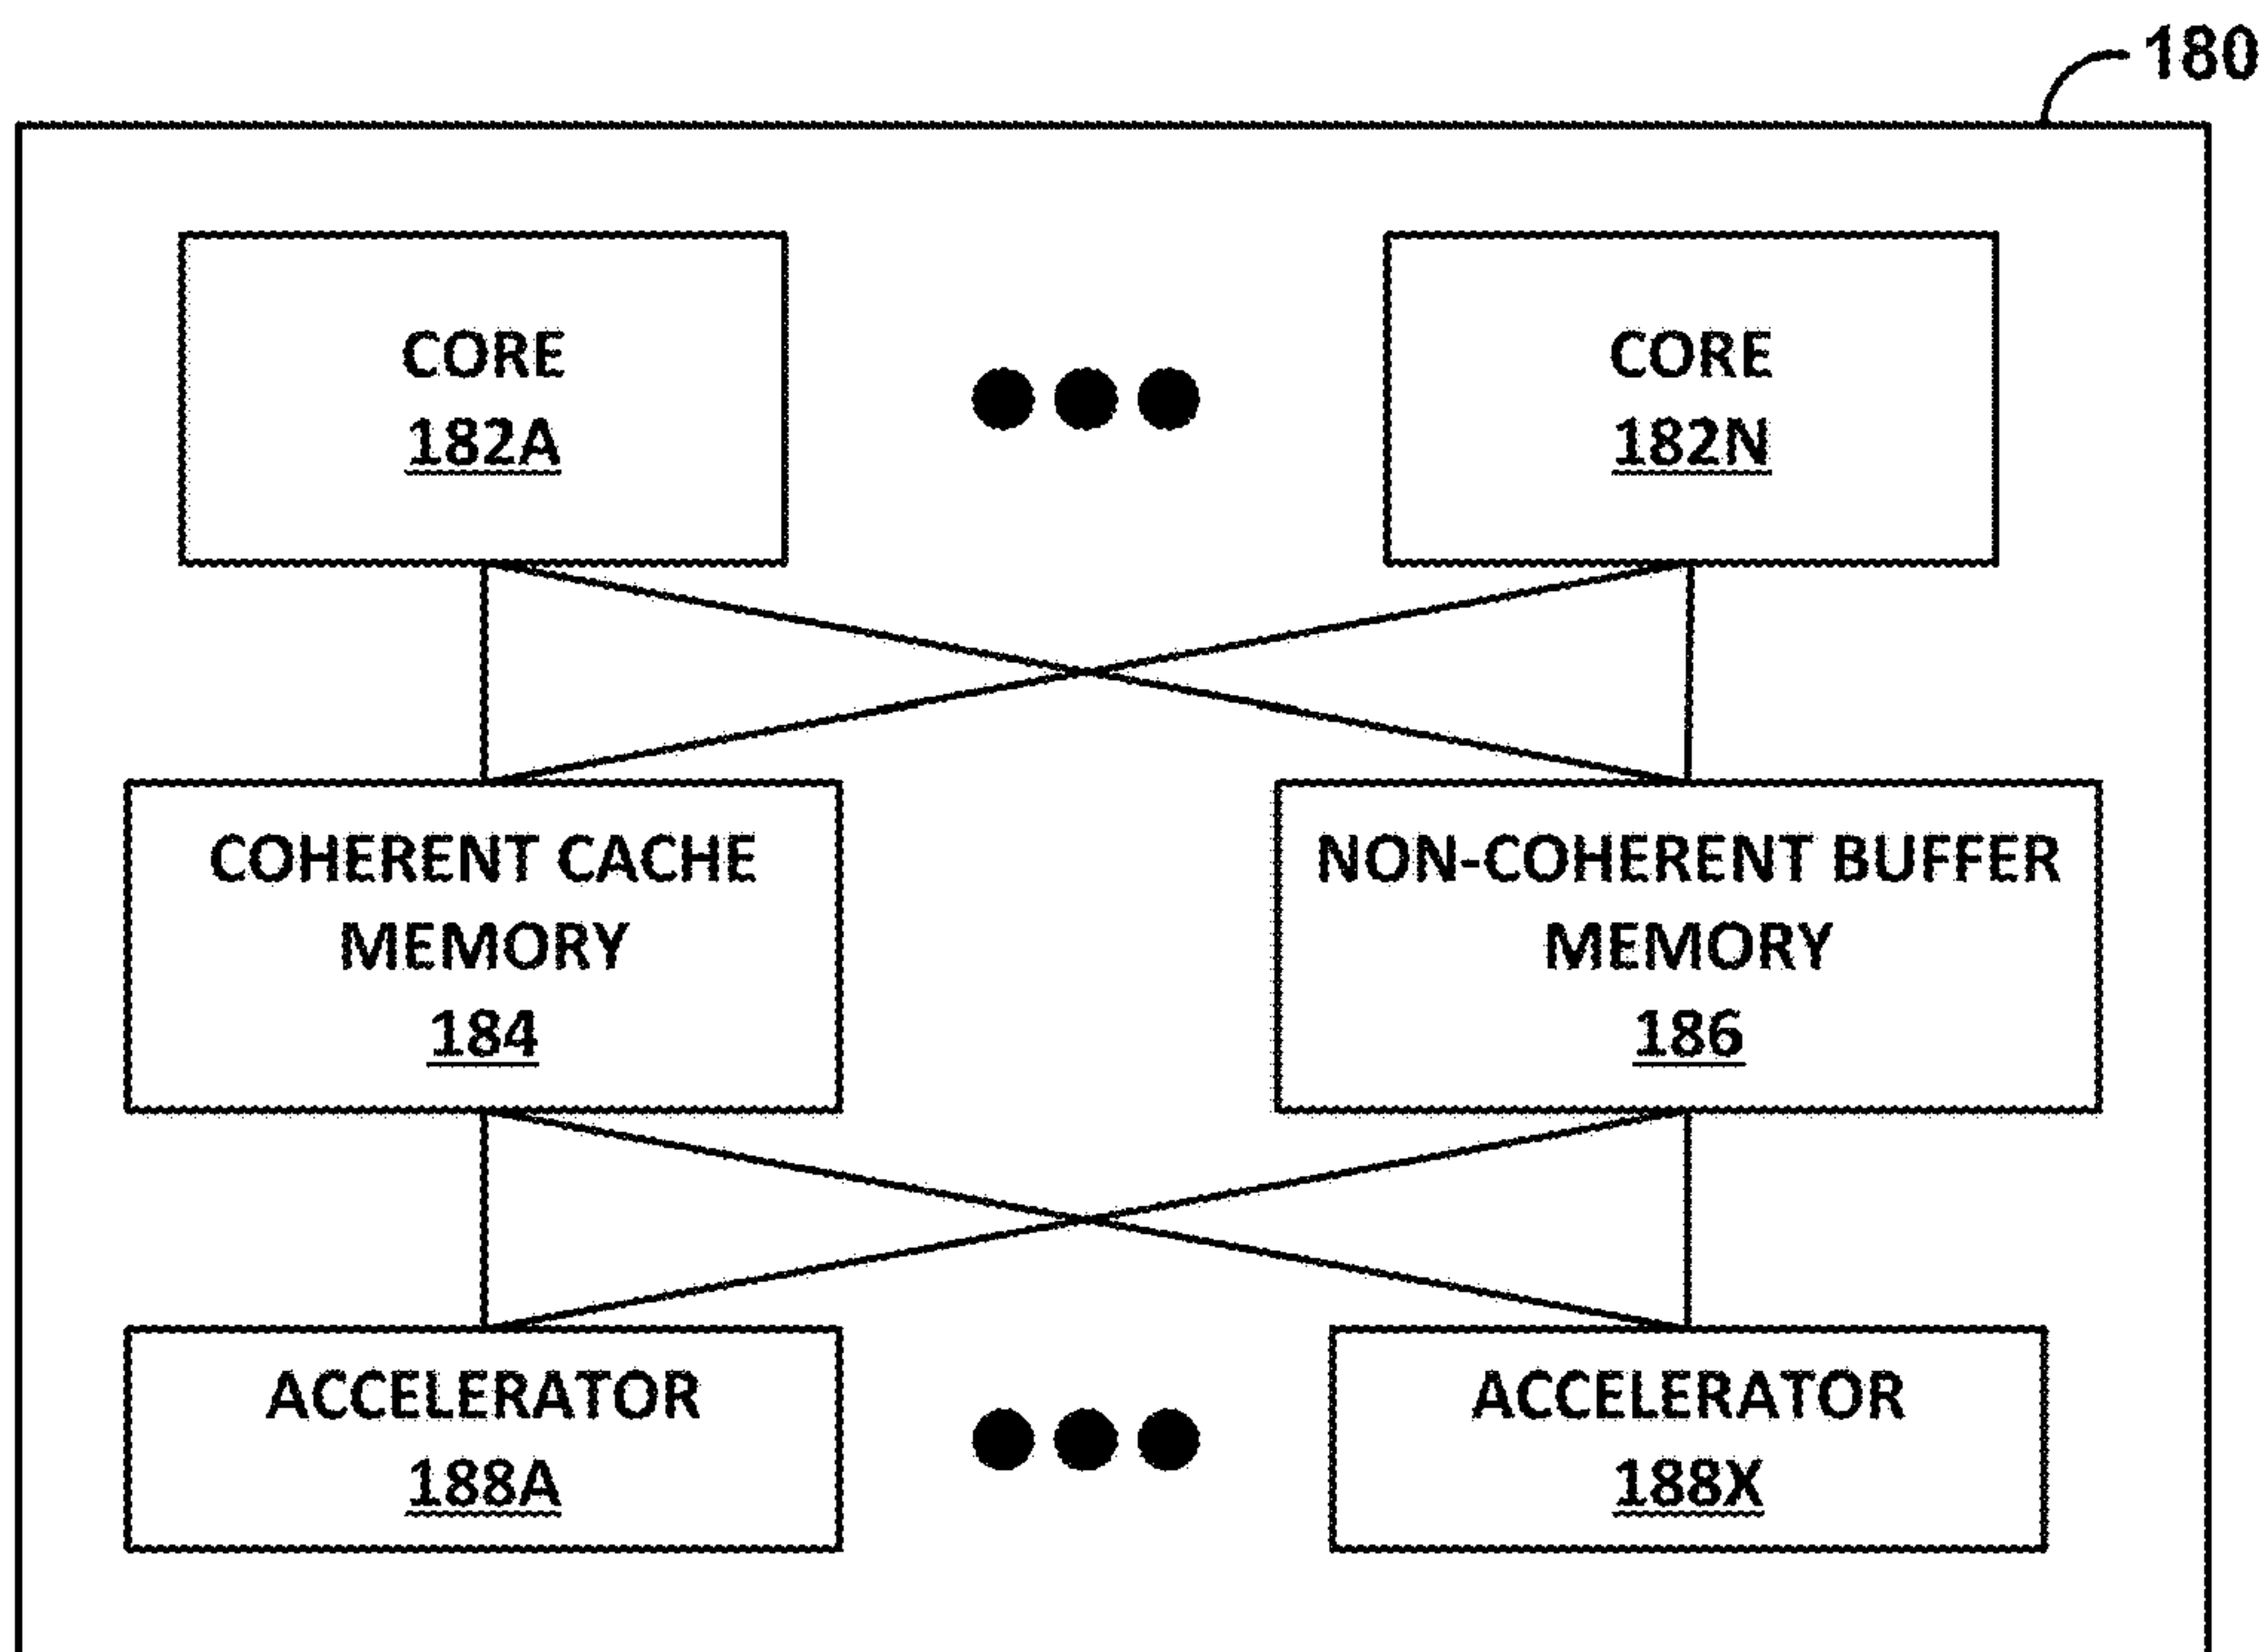 180
CORE
182A
CORE
182N
COHERENT CACHE
MEMORY
184
NON-COHERENT BUFFER
MEMORY
186
ACCELERATOR
188A
ACCELERATOR
188X